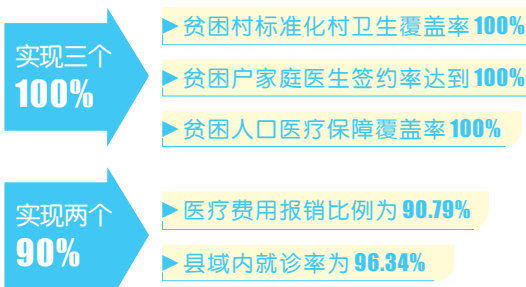 实现三个
100%
▶贫困村标准化村卫生覆盖率100%
▶贫困户家庭医生签约率达到100%
▶贫困人口医疗保障覆盖率100%
实现两个
90%
▶医疗费用报销比例为90.79%
▶县域内就诊率为96.34%